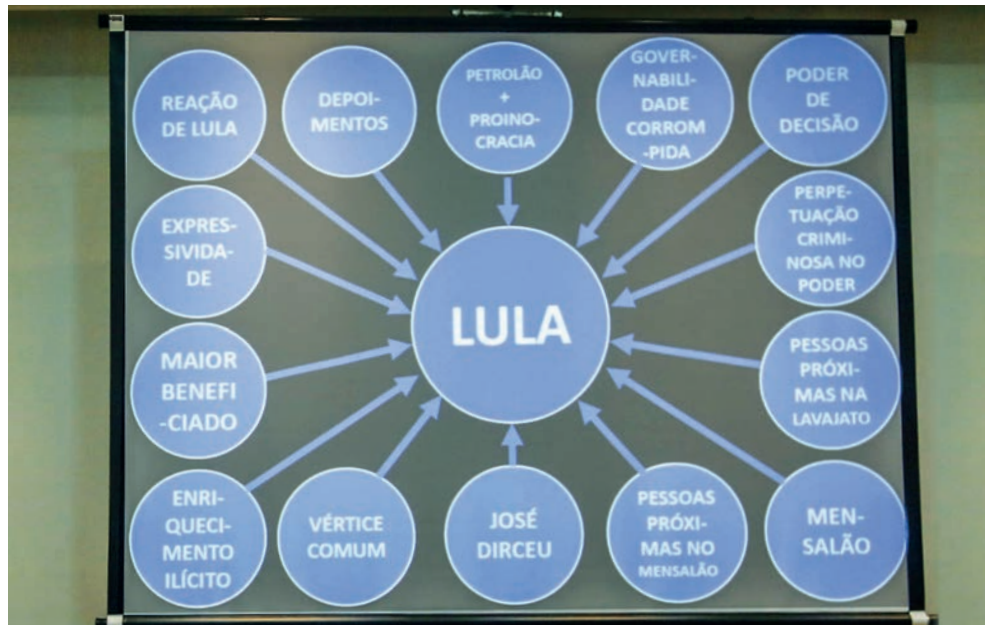 REAÇÃO
DE LULA
DEPOI-
MENTOS
PETROLÃO
+
PROINO-
CRACIA
GOVER-
NABILI-
DADE
CORROM
-PIDA
PODER
DE
DECISÃO
EXPRES-
SIVIDA-
DE
PERPE-
TUAÇÃO
CRIMI-
NOSA NO
PODER
LULA
MAIOR
BENEFI
-CIADO
PESSOAS
PRÓXI-
MAS NA
LAVAJATO
ENRI-
QUECI-
MENTO
ILÍCITO
VÉRTICE
COMUM
JOSÉ
DIRCEU
PESSOAS
PRÓXI-
MAS NO
MENSALÃO
MEN-
SALÃO